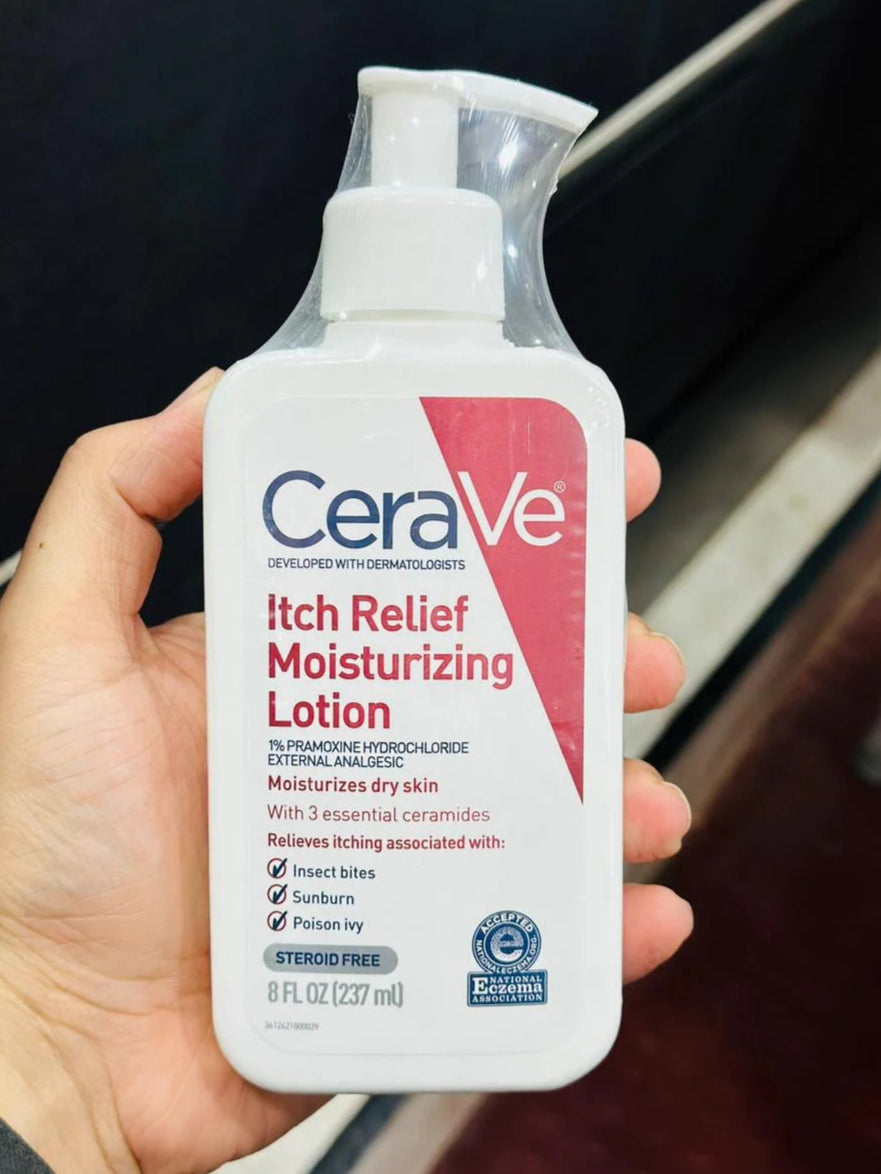 CeraVe®
DEVELOPED WITH DERMATOLOGISTS
Itch Relief
Moisturizing
Lotion
1% PRAMOXINE HYDROCHLORIDE
EXTERNAL ANALGESIC
Moisturizes dry skin
With 3 essential ceramides
Relieves itching associated with:
Insect bites
Sunburn
Poison ivy
STEROID FREE
8 FL OZ (237 mL)
ACCEPTED
NATIONALECZEMA.ORG
e
NATIONAL
Eczema
ASSOCIATION